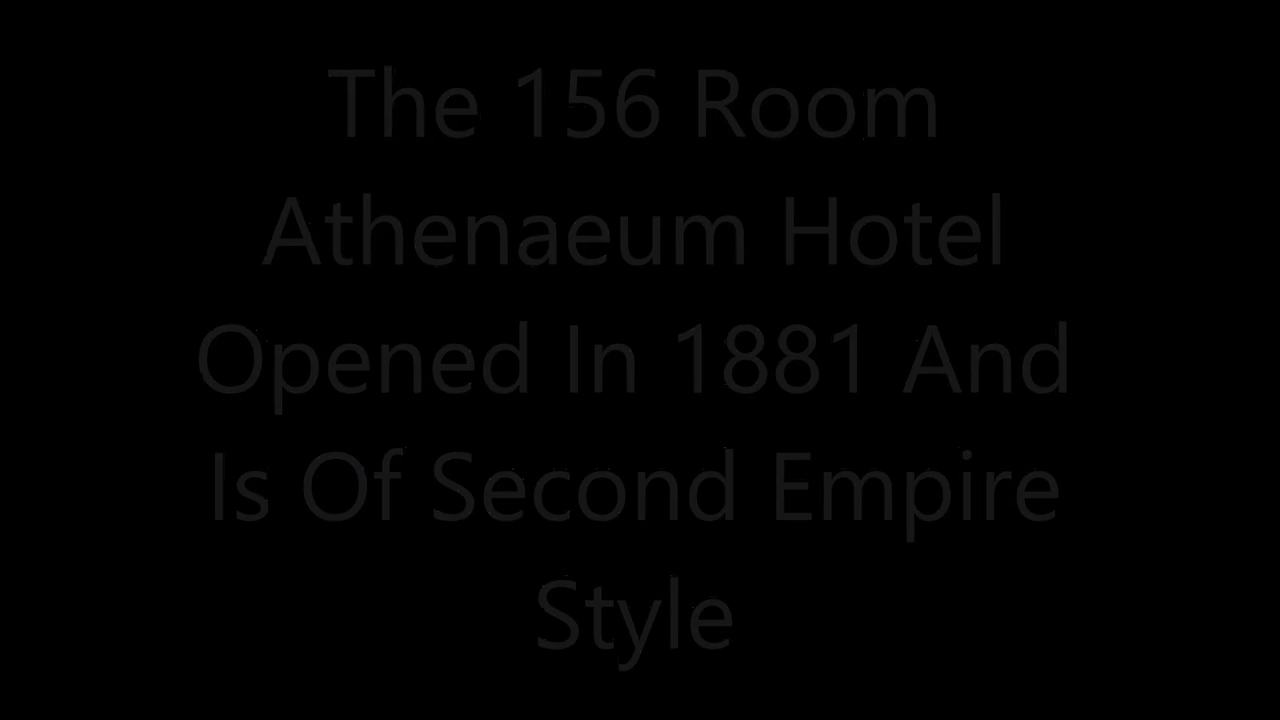 The 156 Room
Athenaeum Hotel
Opened In 1881 And
Is Of Second Empire
Style